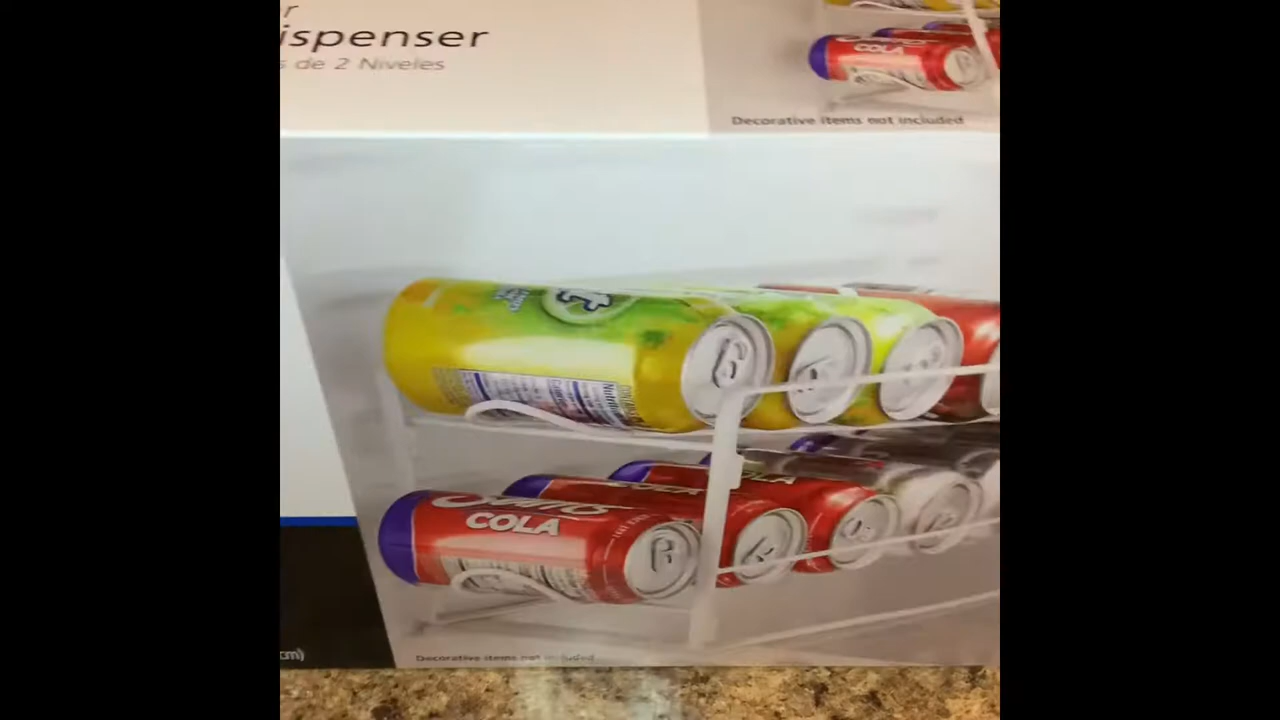 r
ispenser
s de 2 Niveles
COLA
Decorative items not included
COLA
Decorative items not included
cm)